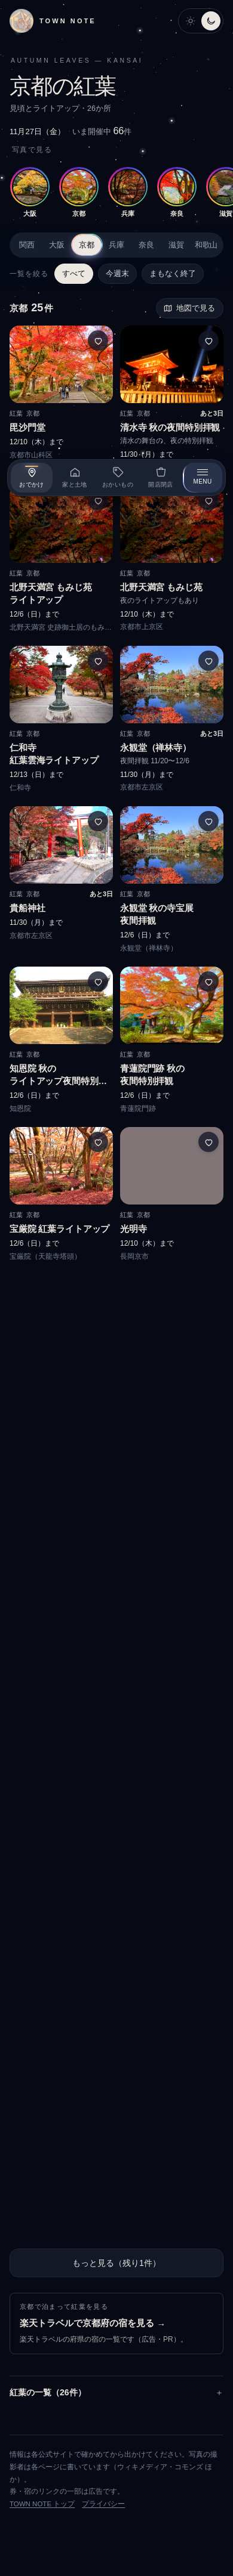 TOWN NOTE
AUTUMN LEAVES — KANSAI
京都の紅葉
見頃とライトアップ・26か所
11月27日（金） いま開催中 66件
写真で見る
大阪 京都 兵庫 奈良 滋賀
関西 大阪 京都 兵庫 奈良 滋賀 和歌山
一覧を絞る すべて 今週末 まもなく終了
京都 25件 地図で見る
紅葉 京都
毘沙門堂
12/10（木）まで
京都市山科区
紅葉 京都 あと3日
清水寺 秋の夜間特別拝観
清水の舞台の、夜の特別拝観
11/30（月）まで
おでかけ 家と土地 おかいもの 開店閉店 MENU
紅葉 京都
北野天満宮 もみじ苑
ライトアップ
12/6（日）まで
北野天満宮 史跡御土居のもみ…
紅葉 京都
北野天満宮 もみじ苑
夜のライトアップもあり
12/10（木）まで
京都市上京区
紅葉 京都
仁和寺
紅葉雲海ライトアップ
12/13（日）まで
仁和寺
紅葉 京都 あと3日
永観堂（禅林寺）
夜間拝観 11/20〜12/6
11/30（月）まで
京都市左京区
紅葉 京都 あと3日
貴船神社
11/30（月）まで
京都市左京区
紅葉 京都
永観堂 秋の寺宝展
夜間拝観
12/6（日）まで
永観堂（禅林寺）
紅葉 京都
知恩院 秋の
ライトアップ夜間特別…
12/6（日）まで
知恩院
紅葉 京都
青蓮院門跡 秋の
夜間特別拝観
12/6（日）まで
青蓮院門跡
紅葉 京都
宝厳院 紅葉ライトアップ
12/6（日）まで
宝厳院（天龍寺塔頭）
紅葉 京都
光明寺
12/10（木）まで
長岡京市
もっと見る（残り1件）
京都で泊まって紅葉を見る
楽天トラベルで京都府の宿を見る →
楽天トラベルの府県の宿の一覧です（広告・PR）。
紅葉の一覧（26件） +
情報は各公式サイトで確かめてから出かけてください。写真の撮
影者は各ページに書いています（ウィキメディア・コモンズ ほ
か）。
券・宿のリンクの一部は広告です。
TOWN NOTE トップ プライバシー